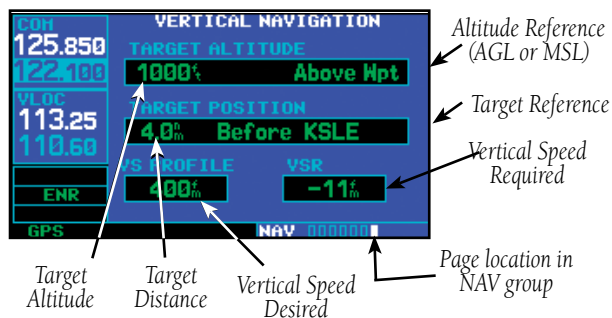 COM
125.850
122.100
VLOC
113.25
110.60
ENR
GPS
VERTICAL NAVIGATION
TARGET ALTITUDE
1000ft Above Wpt
TARGET POSITION
4.0nm Before KSLE
VS PROFILE VSR
400fm -11fm
NAV
Altitude Reference
(AGL or MSL)
Target Reference
Vertical Speed
Required
Page location in
NAV group
Target
Altitude
Target
Distance
Vertical Speed
Desired